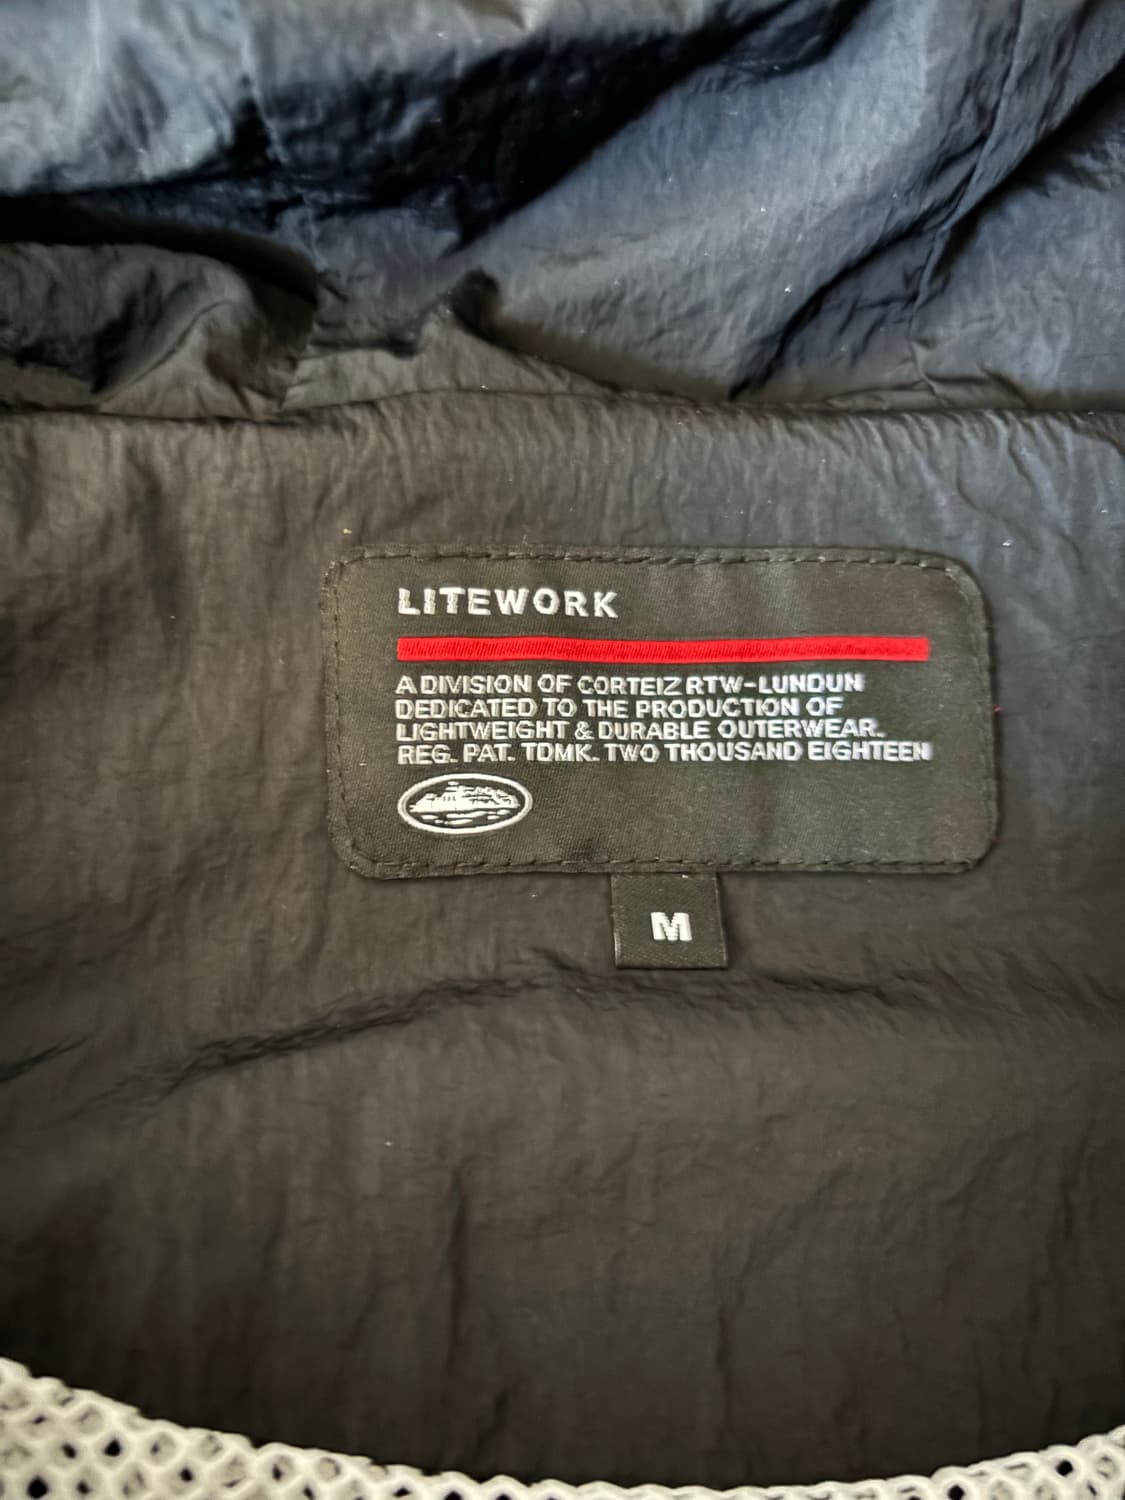 LITEWORK
A DIVISION OF CORTEIZ RTW-LUNDUN
DEDICATED TO THE PRODUCTION OF
LIGHTWEIGHT & DURABLE OUTERWEAR.
REG. PAT. TDMK. TWO THOUSAND EIGHTEEN
M